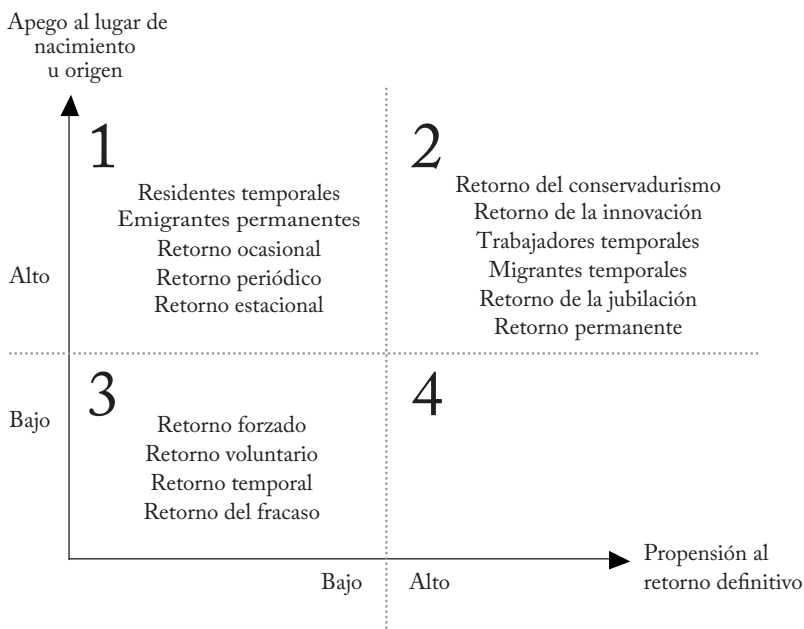 Apego al lugar de
nacimiento
u origen
1
Residentes temporales
Emigrantes permanentes
Retorno ocasional
Retorno periódico
Retorno estacional
2
Retorno del conservadurismo
Retorno de la innovación
Trabajadores temporales
Migrantes temporales
Retorno de la jubilación
Retorno permanente
Alto
3
Retorno forzado
Retorno voluntario
Retorno temporal
Retorno del fracaso
4
Bajo
Bajo
Alto
Propensión al
retorno definitivo